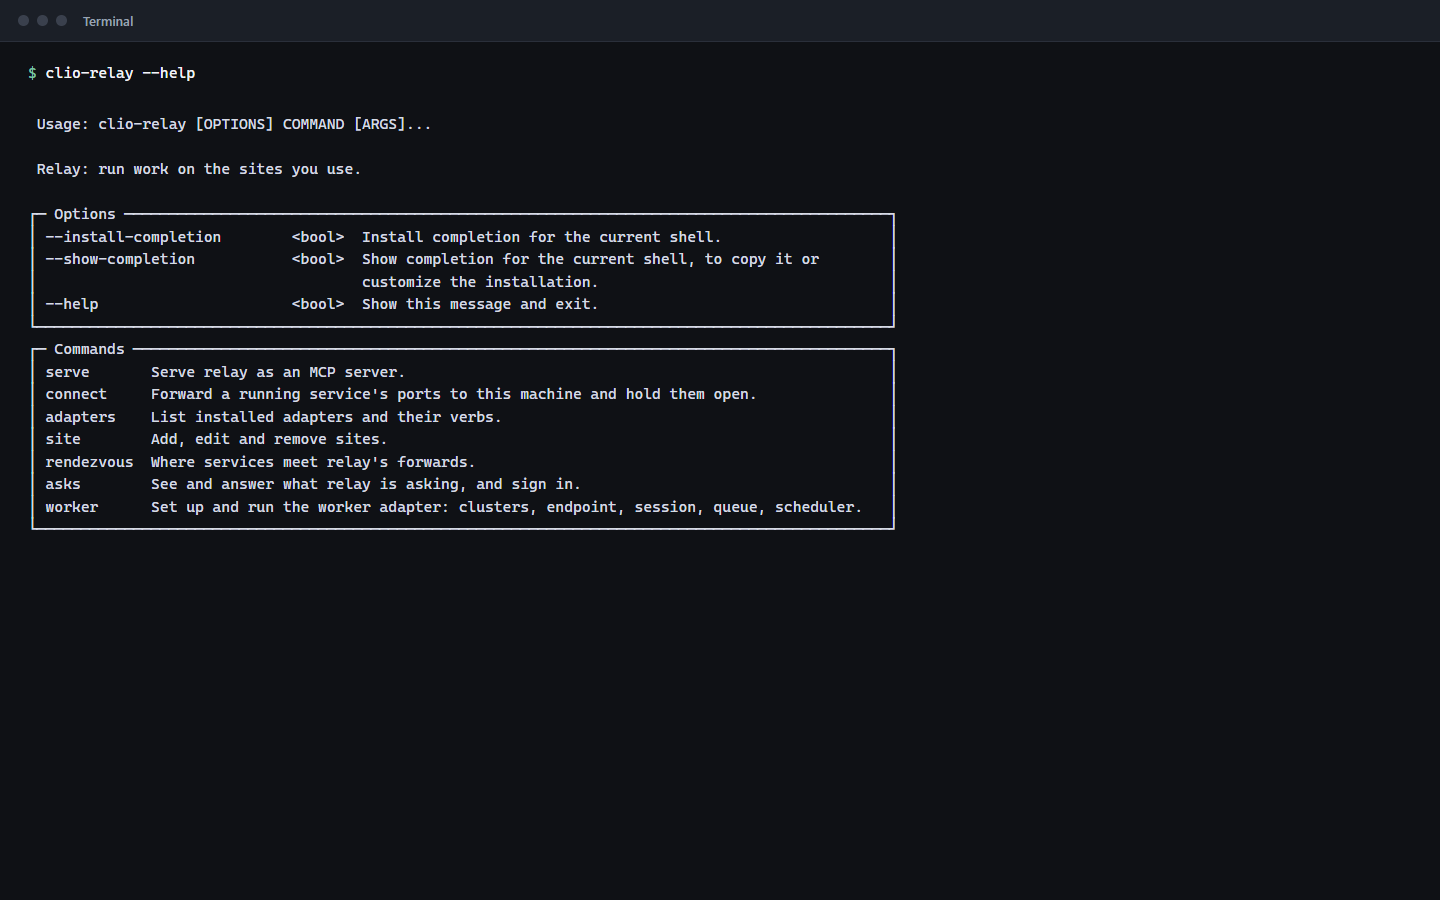 Terminal
$ clio-relay --help
Usage: clio-relay [OPTIONS] COMMAND [ARGS]...
Relay: run work on the sites you use.
Options
--install-completion <bool> Install completion for the current shell.
--show-completion <bool> Show completion for the current shell, to copy it or
customize the installation.
--help <bool> Show this message and exit.
Commands
serve Serve relay as an MCP server.
connect Forward a running service's ports to this machine and hold them open.
adapters List installed adapters and their verbs.
site Add, edit and remove sites.
rendezvous Where services meet relay's forwards.
asks See and answer what relay is asking, and sign in.
worker Set up and run the worker adapter: clusters, endpoint, session, queue, scheduler.